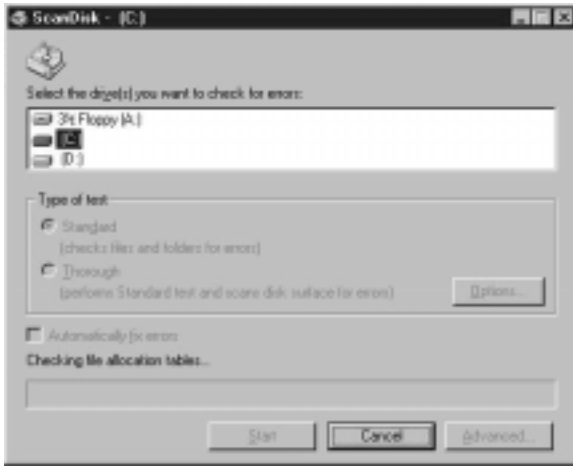 ScanDisk - (C:)
Select the drive(s) you want to check for errors:
3½ Floppy (A:)
(C:)
(D:)
Type of test
Standard
(checks files and folders for errors)
Thorough
(performs Standard test and scans disk surface for errors)
Options...
Automatically fix errors
Checking file allocation tables...
Start
Cancel
Advanced...